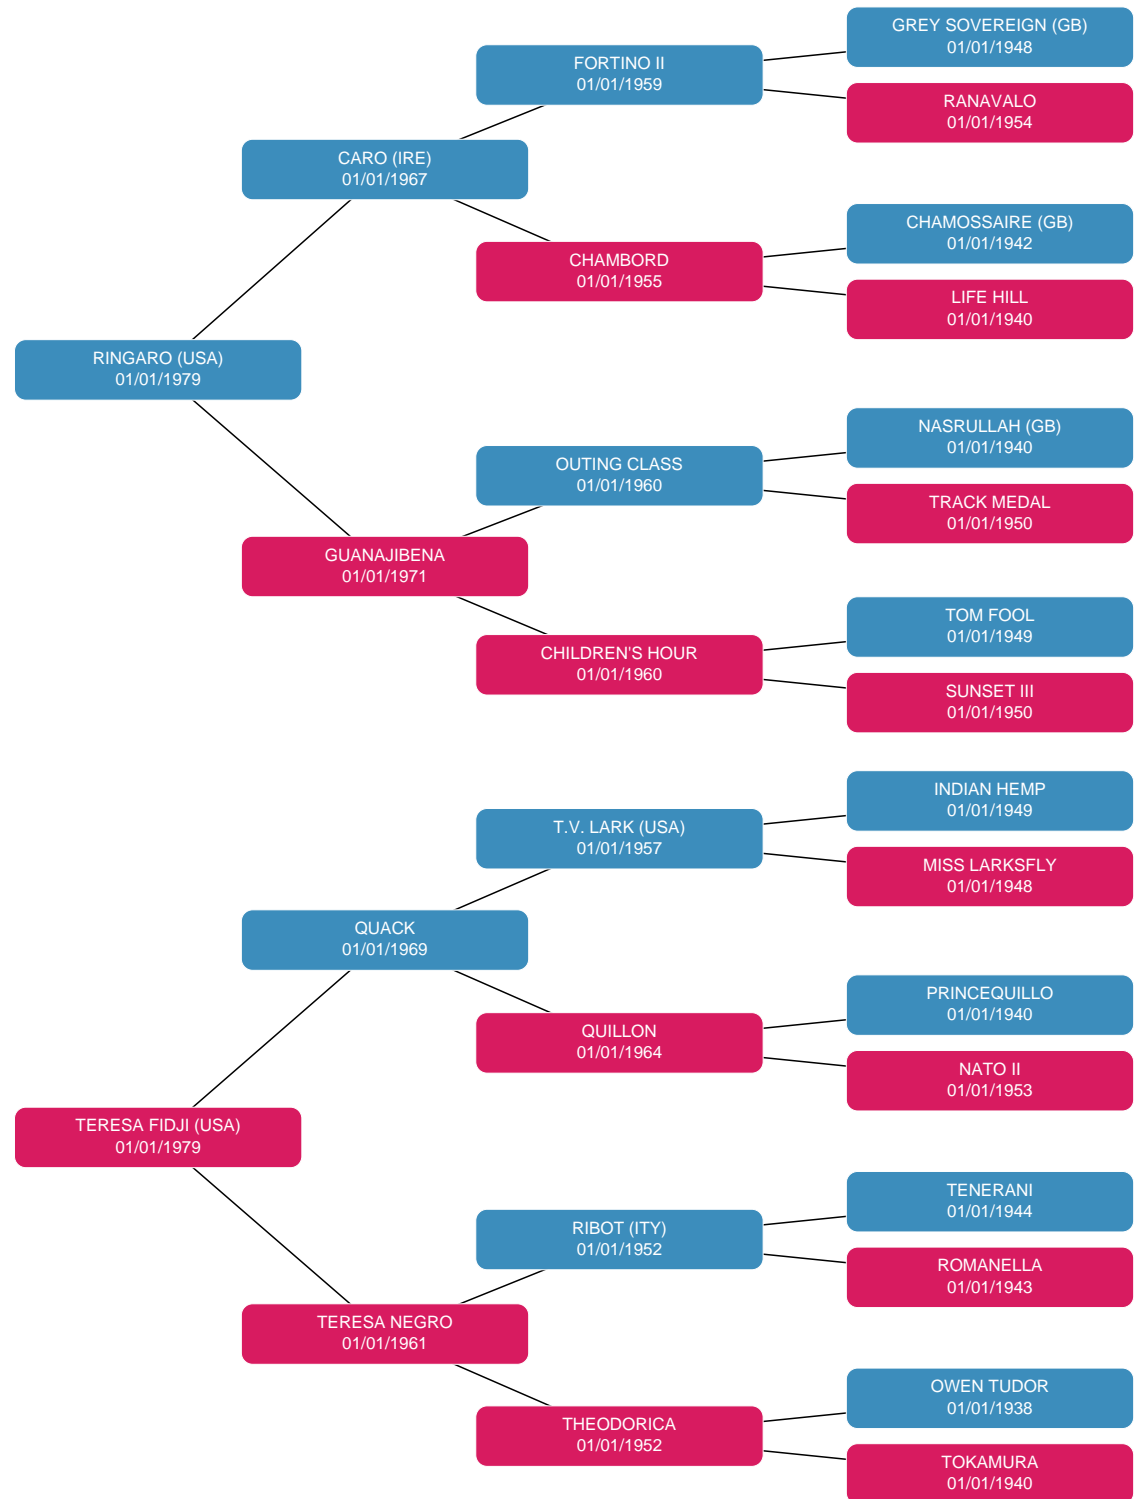 GREY SOVEREIGN (GB)
01/01/1948
FORTINO II
01/01/1959
RANAVALO
01/01/1954
CARO (IRE)
01/01/1967
CHAMOSSAIRE (GB)
01/01/1942
CHAMBORD
01/01/1955
LIFE HILL
01/01/1940
RINGARO (USA)
01/01/1979
NASRULLAH (GB)
01/01/1940
OUTING CLASS
01/01/1960
TRACK MEDAL
01/01/1950
GUANAJIBENA
01/01/1971
TOM FOOL
01/01/1949
CHILDREN'S HOUR
01/01/1960
SUNSET III
01/01/1950
INDIAN HEMP
01/01/1949
T.V. LARK (USA)
01/01/1957
MISS LARKSFLY
01/01/1948
QUACK
01/01/1969
PRINCEQUILLO
01/01/1940
QUILLON
01/01/1964
NATO II
01/01/1953
TERESA FIDJI (USA)
01/01/1979
TENERANI
01/01/1944
RIBOT (ITY)
01/01/1952
ROMANELLA
01/01/1943
TERESA NEGRO
01/01/1961
OWEN TUDOR
01/01/1938
THEODORICA
01/01/1952
TOKAMURA
01/01/1940